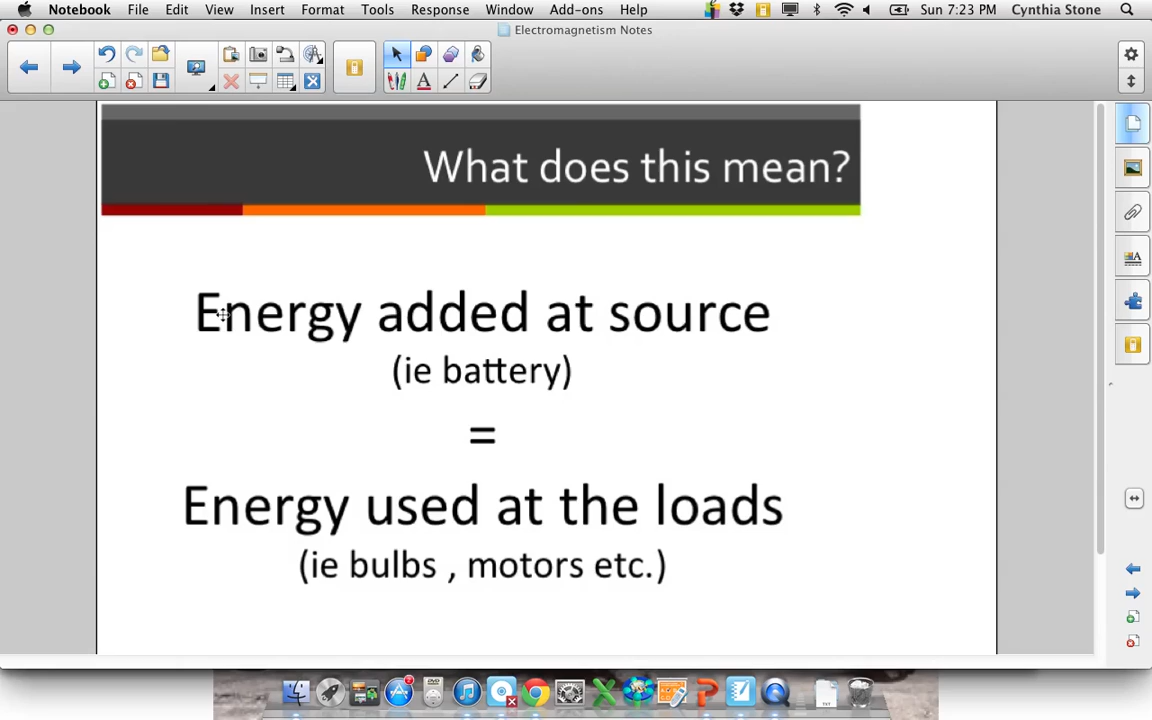 Notebook File Edit View Insert Format Tools Response Window Add-ons Help Sun 7:23 PM Cynthia Stone
Electromagnetism Notes
What does this mean?
Energy added at source
(ie battery)
=
Energy used at the loads
(ie bulbs , motors etc.)